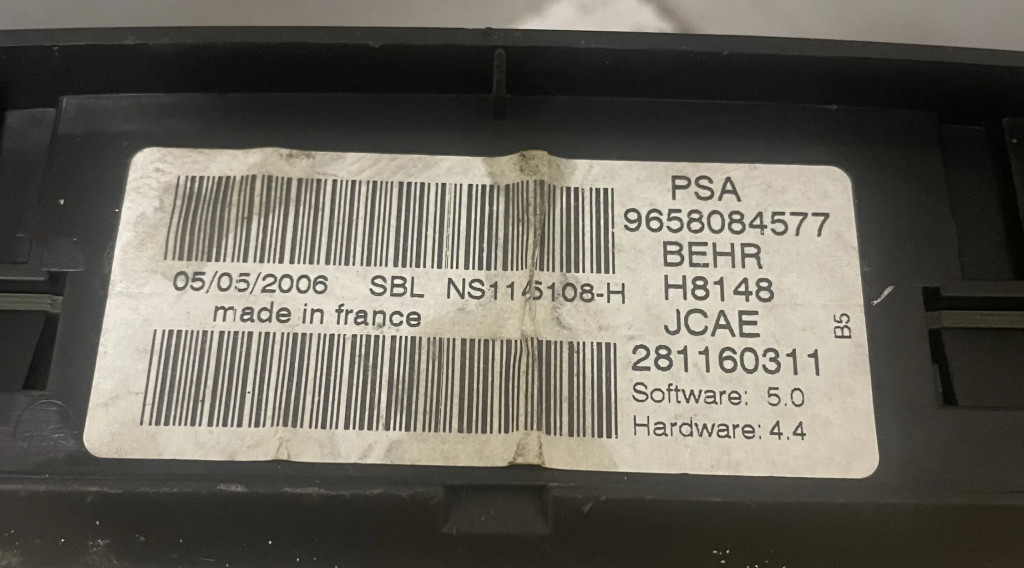 PSA
9658084577
BEHR
05/05/2006 SBL NS1145108-H H8148
made in france JCAE
B5
281160311
Software: 5.0
Hardware: 4.4